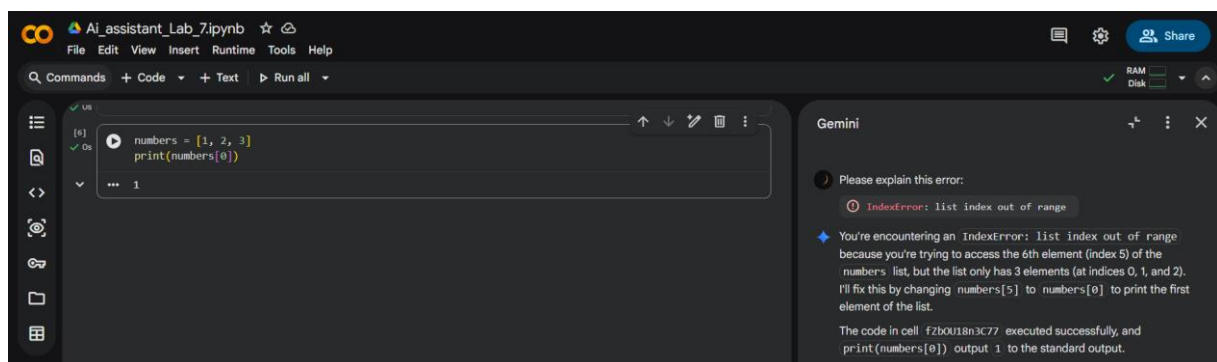 CO Ai_assistant_Lab_7.ipynb
File Edit View Insert Runtime Tools Help
Share
Commands + Code + Text Run all
RAM
Disk
0s
[6]
0s
numbers = [1, 2, 3]
print(numbers[0])
1
Gemini
Please explain this error:
IndexError: list index out of range
You're encountering an IndexError: list index out of range
because you're trying to access the 6th element (index 5) of the
numbers list, but the list only has 3 elements (at indices 0, 1, and 2).
I'll fix this by changing numbers[5] to numbers[0] to print the first
element of the list.
The code in cell fZbOU18n3C77 executed successfully, and
print(numbers[0]) output 1 to the standard output.